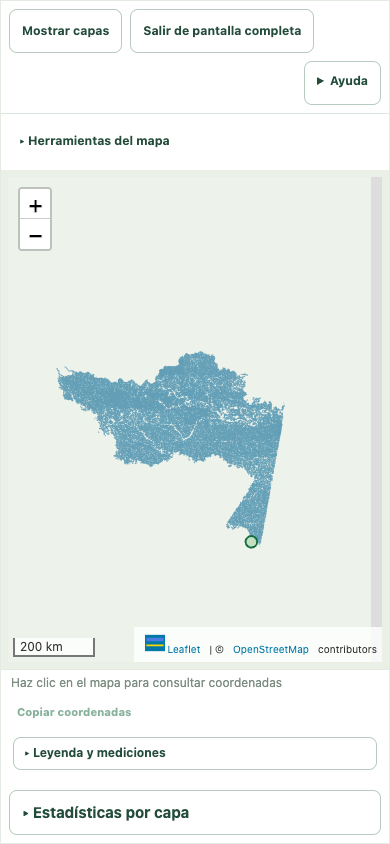 Mostrar capas
Salir de pantalla completa
▶ Ayuda
▸ Herramientas del mapa
+
−
200 km
Leaflet | © OpenStreetMap contributors
Haz clic en el mapa para consultar coordenadas
Copiar coordenadas
▸ Leyenda y mediciones
▸ Estadísticas por capa